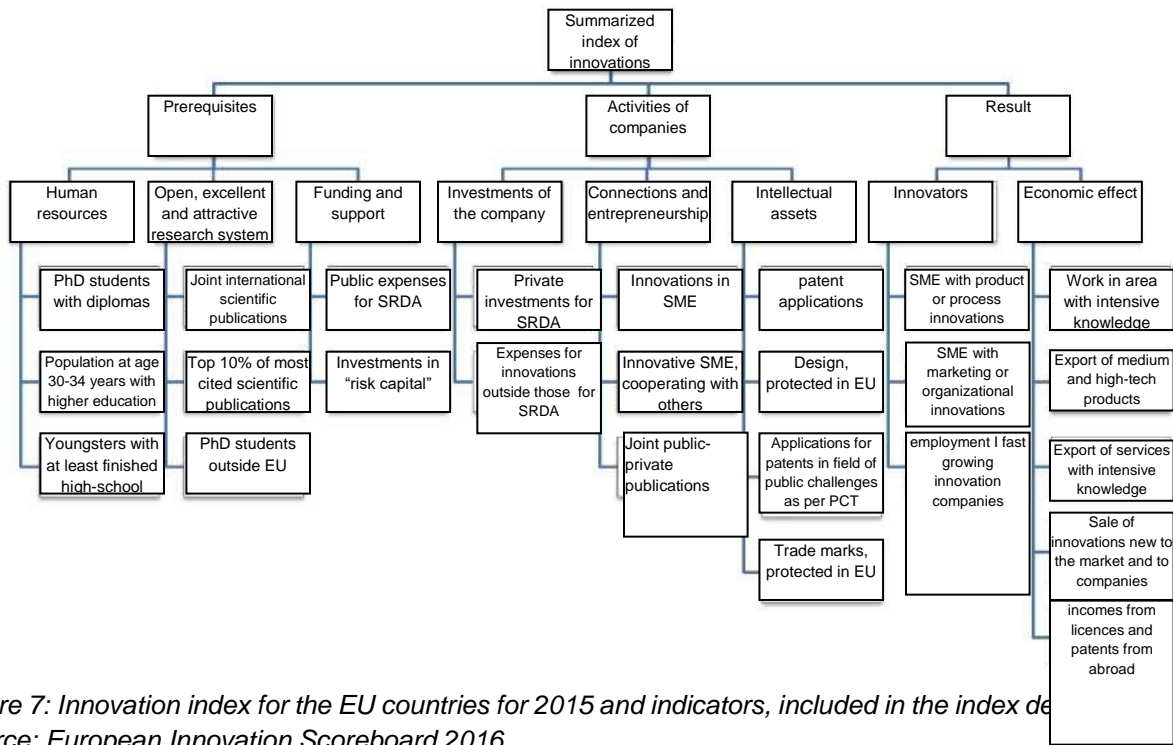 Summarized
index of
innovations
Prerequisites
Activities of
companies
Result
Human
resources
Open, excellent
and attractive
research system
Funding and
support
Investments of
the company
Connections and
entrepreneurship
Intellectual
assets
Innovators
Economic effect
PhD students
with diplomas
Joint international
scientific
publications
Public expenses
for SRDA
Private
investments for
SRDA
Innovations in
SME
patent
applications
SME with product
or process
innovations
Work in area
with intensive
knowledge
Population at age
30-34 years with
higher education
Top 10% of most
cited scientific
publications
Investments in
“risk capital”
Expenses for
innovations
outside those for
SRDA
Innovative SME,
cooperating with
others
Design,
protected in EU
SME with
marketing or
organizational
innovations
Export of medium
and high-tech
products
Youngsters with
at least finished
high-school
PhD students
outside EU
Joint public-
private
publications
Applications for
patents in field of
public challenges
as per PCT
employment I fast
growing
innovation
companies
Export of services
with intensive
knowledge
Trade marks,
protected in EU
Sale of
innovations new to
the market and to
companies
incomes from
licences and
patents from
abroad
re 7: Innovation index for the EU countries for 2015 and indicators, included in the index de
rce: European Innovation Scoreboard 2016